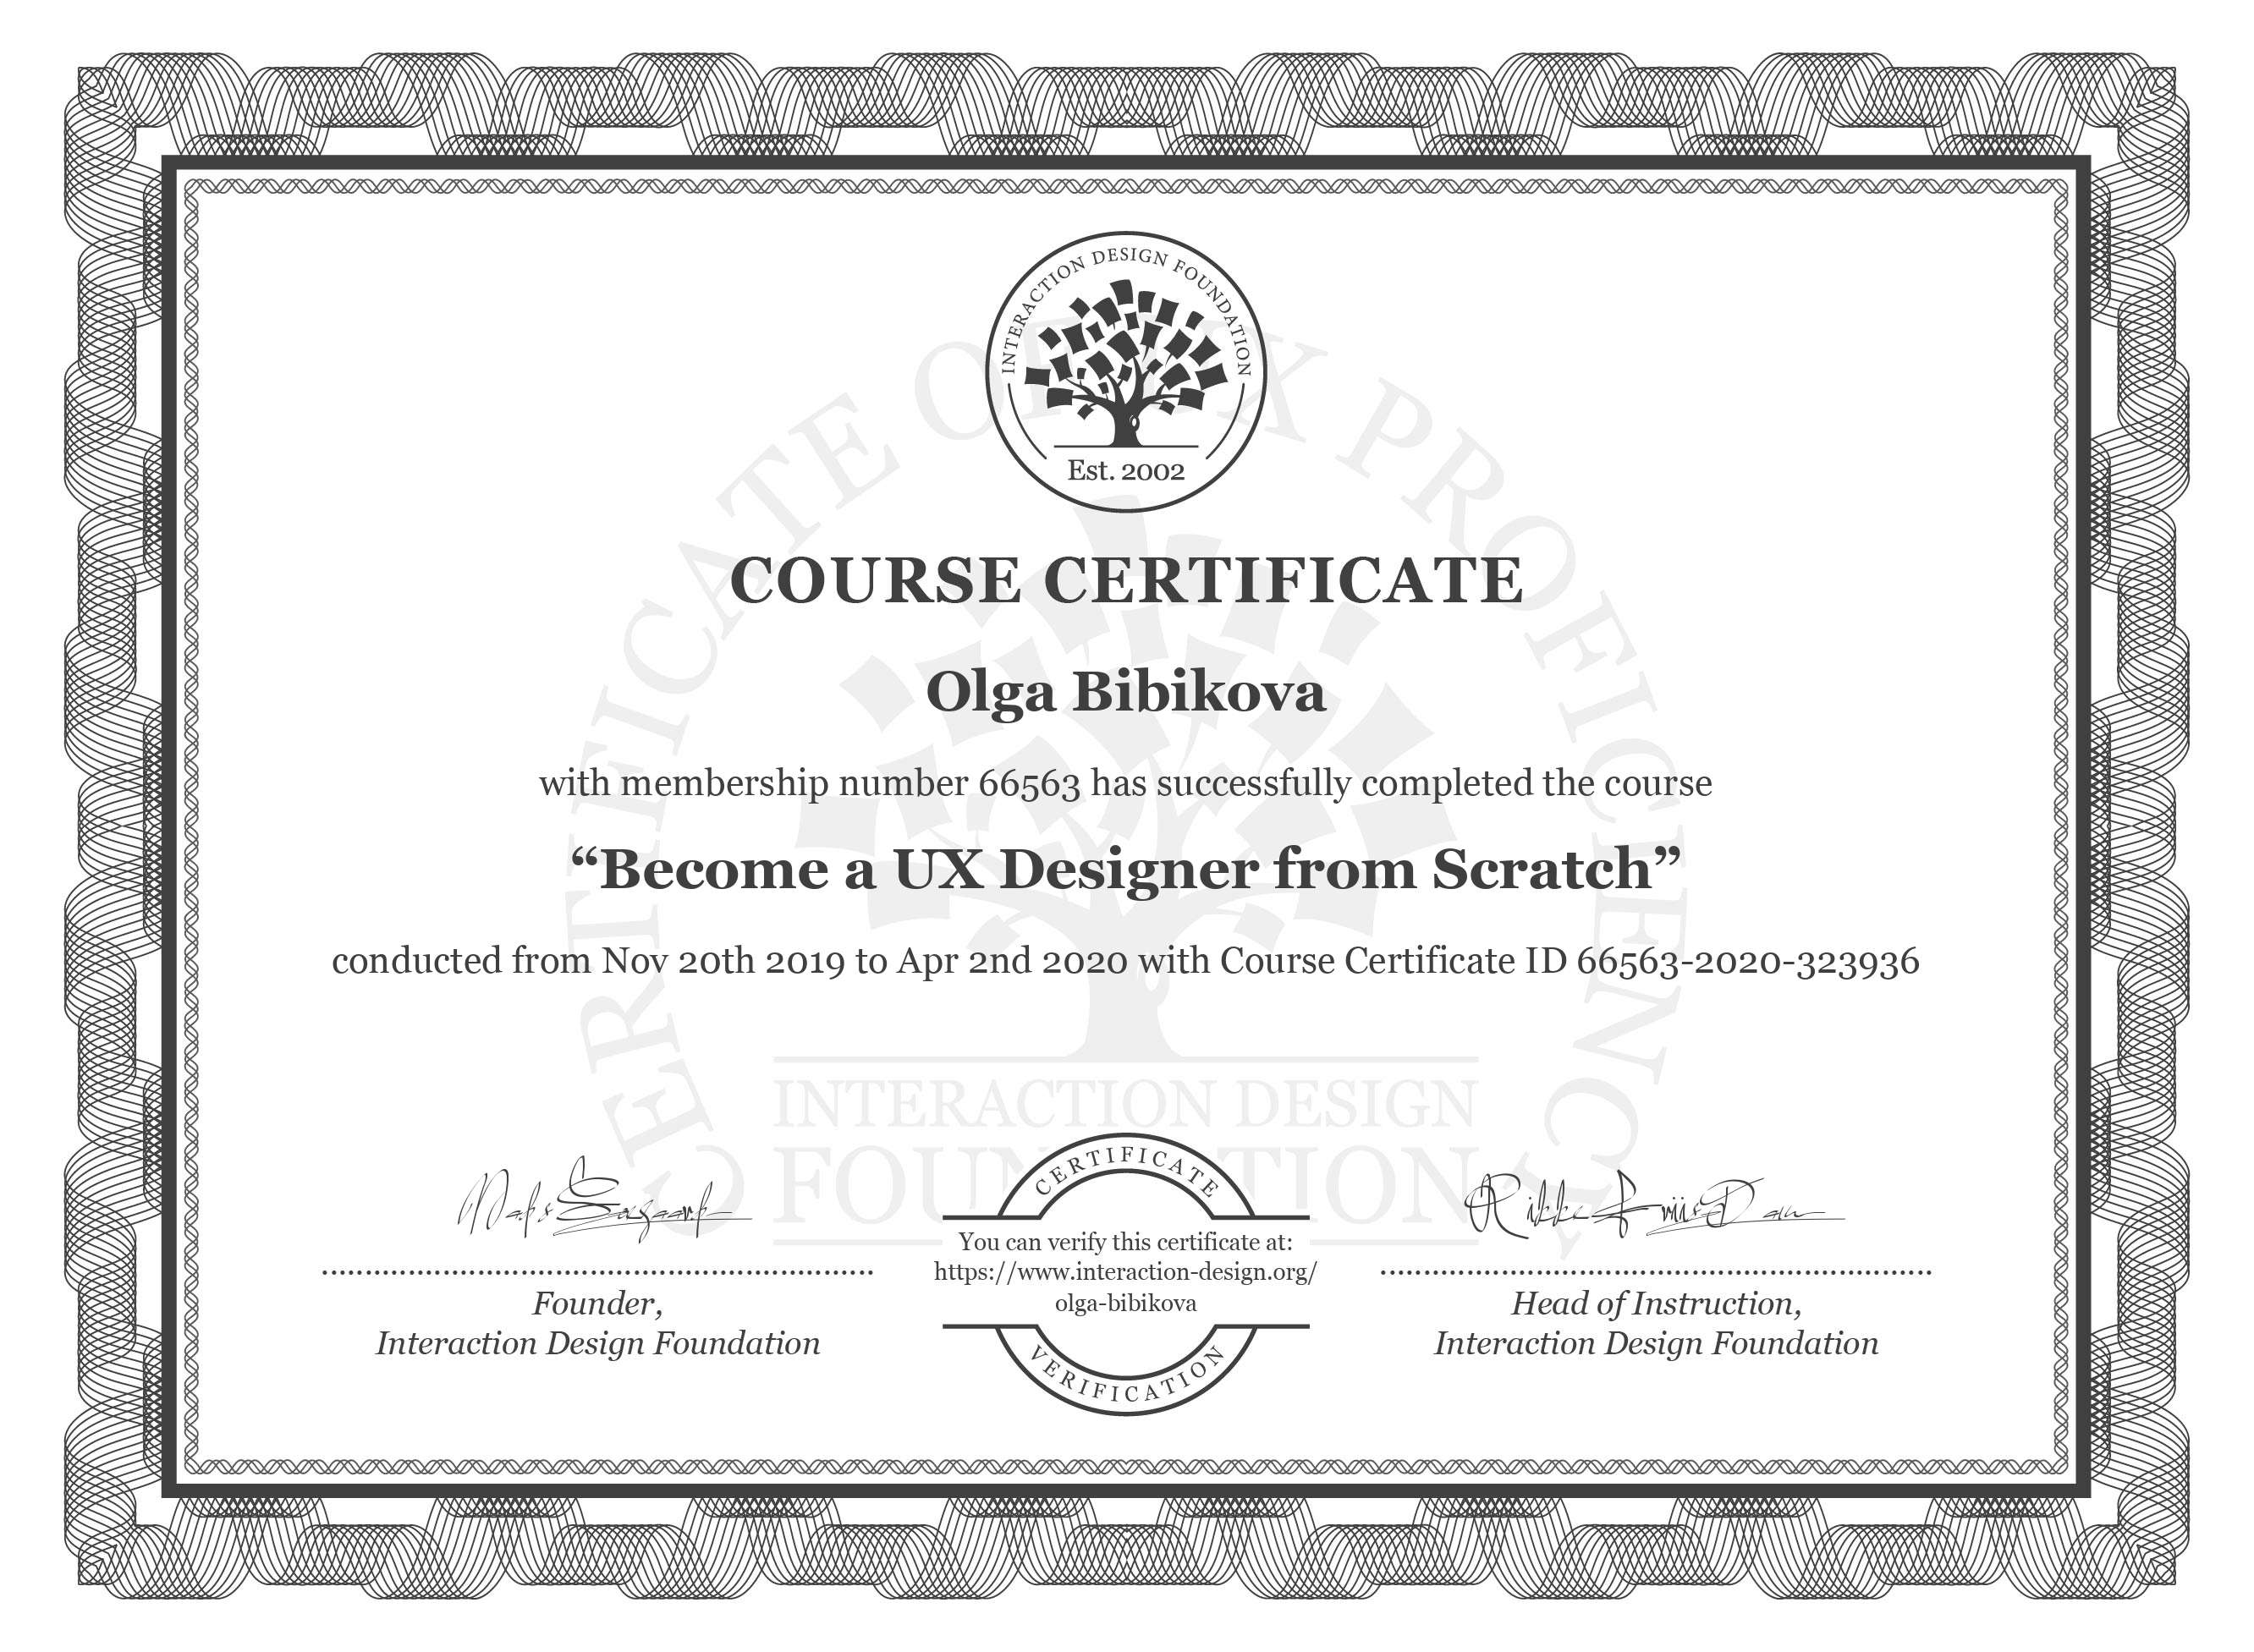 INTERACTION DESIGN FOUNDATION
Est. 2002
CERTIFICATE OF UX PROFICIENCY
COURSE CERTIFICATE
Olga Bibikova
with membership number 66563 has successfully completed the course
“Become a UX Designer from Scratch”
conducted from Nov 20th 2019 to Apr 2nd 2020 with Course Certificate ID 66563-2020-323936
INTERACTION DESIGN
FOUNDATION
Founder,
Interaction Design Foundation
CERTIFICATE
You can verify this certificate at:
https://www.interaction-design.org/
olga-bibikova
VERIFICATION
Rikke Friis Dam
Head of Instruction,
Interaction Design Foundation